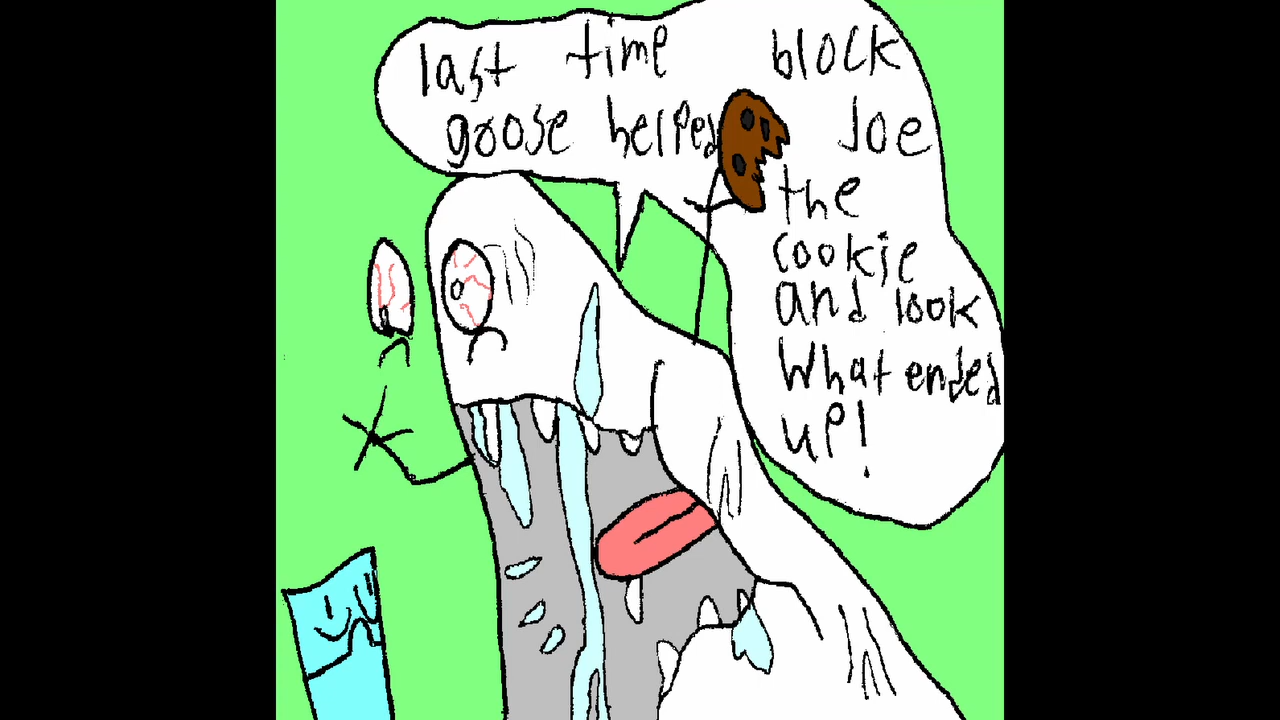 last time block
goose helped Joe
the
cookie
and look
What ended
up!